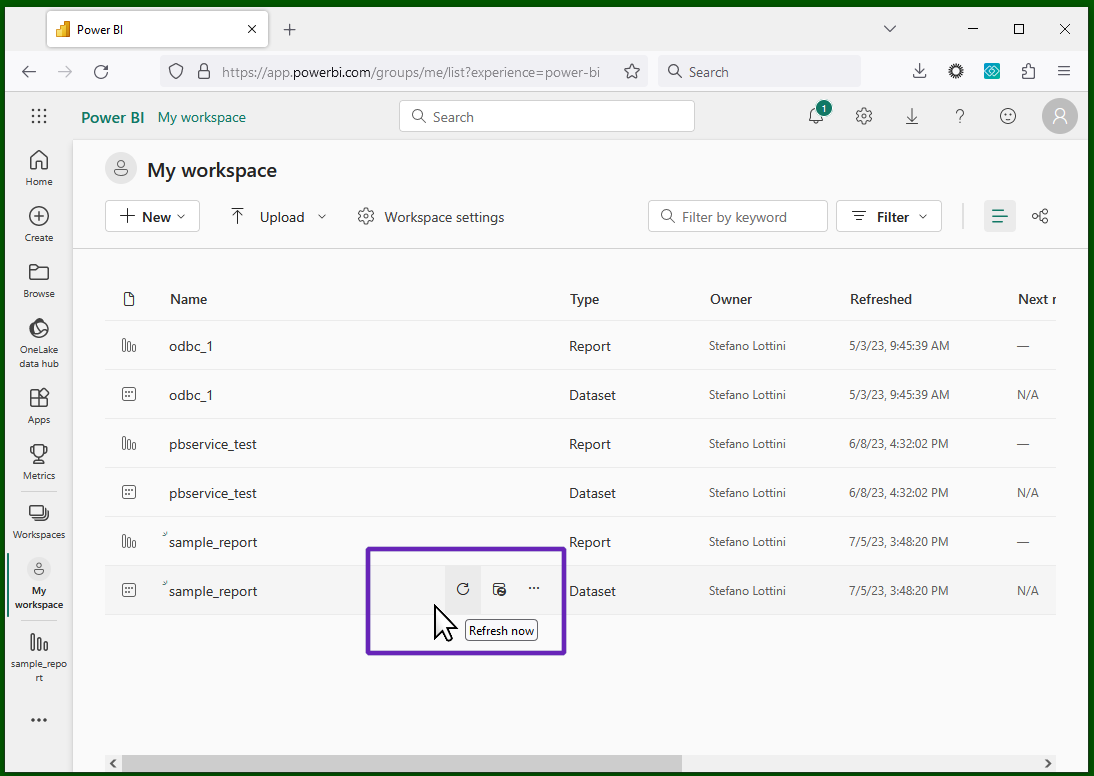 Power BI
https://app.powerbi.com/groups/me/list?experience=power-bi
Search
Power BI My workspace
Search
1
Home
Create
Browse
OneLake
data hub
Apps
Metrics
Workspaces
My
workspace
sample_repo
rt
My workspace
New
Upload
Workspace settings
Filter by keyword
Filter
Name Type Owner Refreshed Next r
odbc_1 Report Stefano Lottini 5/3/23, 9:45:39 AM —
odbc_1 Dataset Stefano Lottini 5/3/23, 9:45:39 AM N/A
pbservice_test Report Stefano Lottini 6/8/23, 4:32:02 PM —
pbservice_test Dataset Stefano Lottini 6/8/23, 4:32:02 PM N/A
sample_report Report Stefano Lottini 7/5/23, 3:48:20 PM —
sample_report Dataset Stefano Lottini 7/5/23, 3:48:20 PM N/A
Refresh now